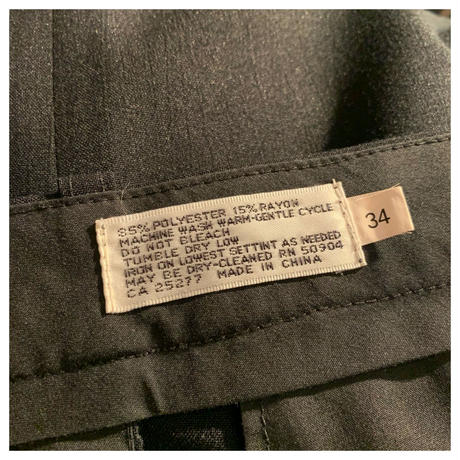 85% POLYESTER 15% RAYON
MACHINE WASH WARM-GENTLE CYCLE
DO NOT BLEACH
TUMBLE DRY LOW
IRON ON LOWEST SETTINT AS NEEDED
MAY BE DRY-CLEANED RN 50904
CA 25277 MADE IN CHINA
34